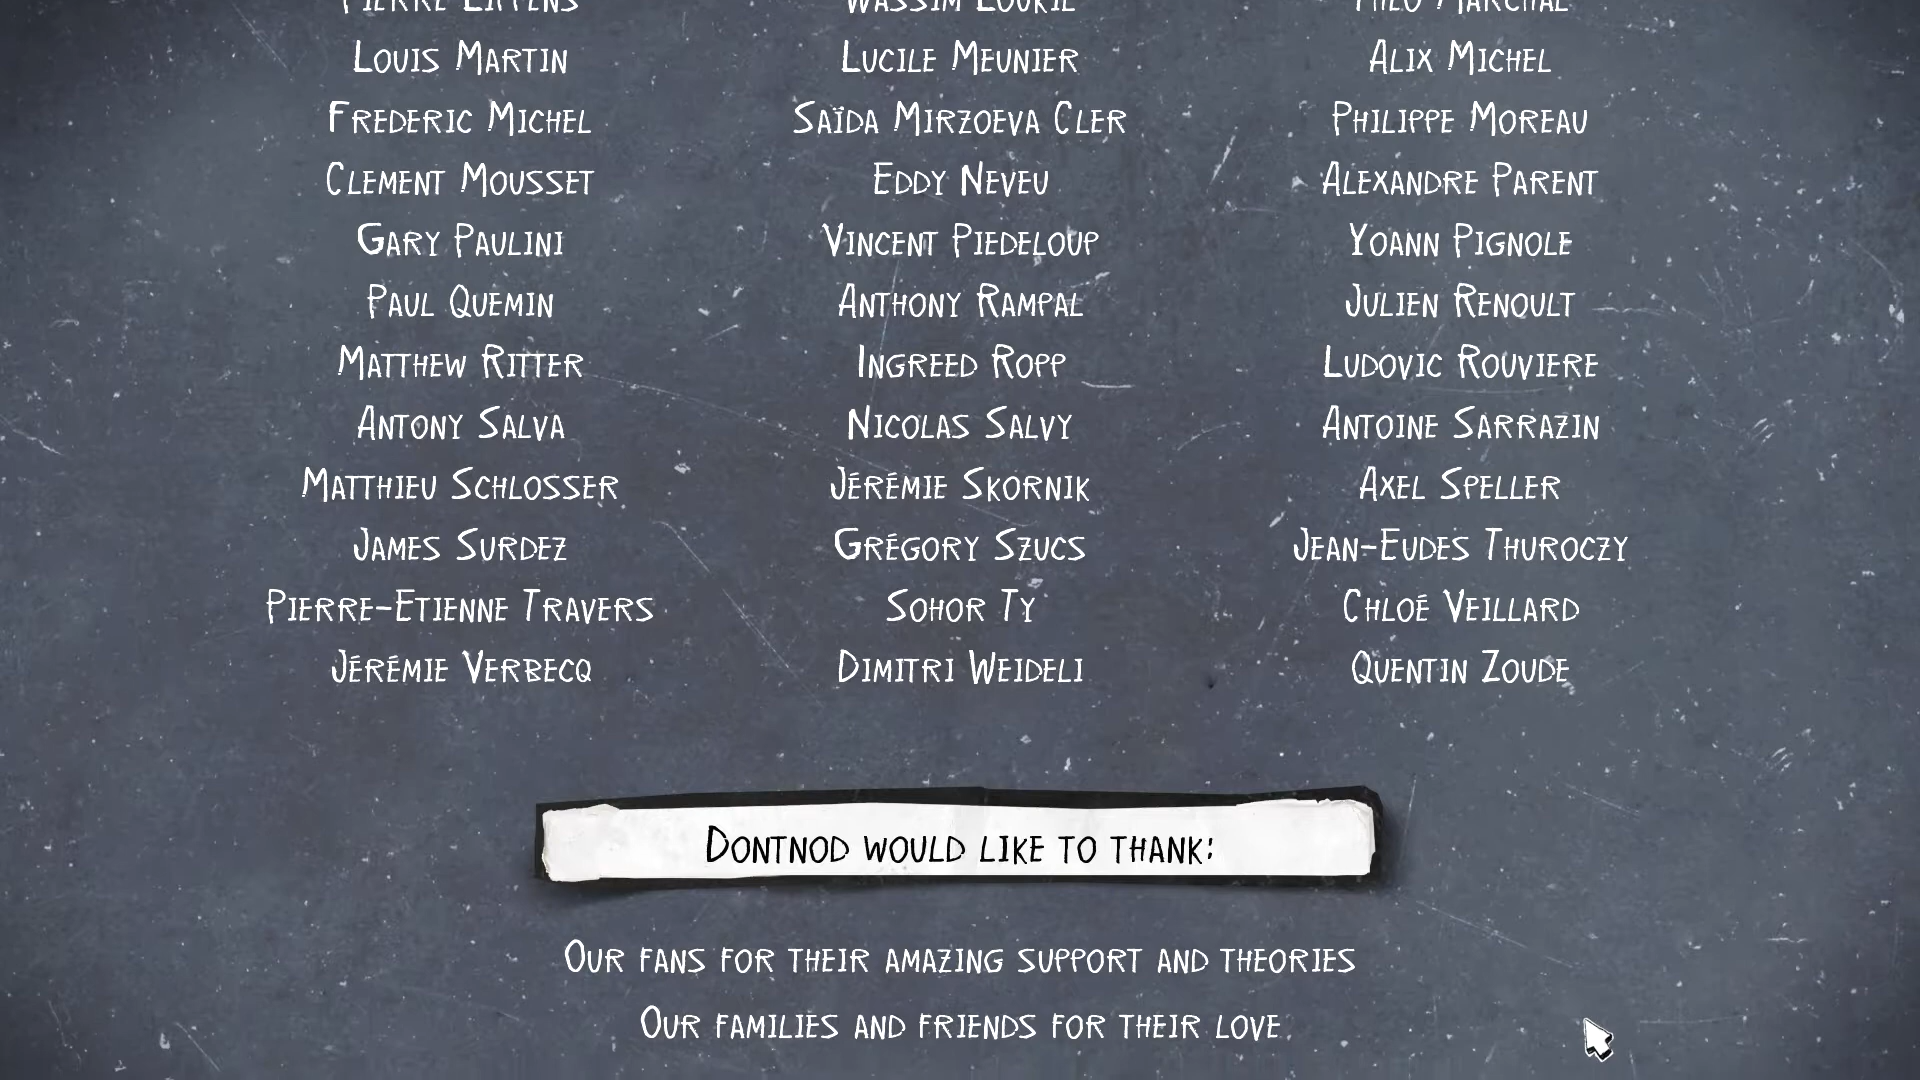 Louis Martin Lucile Meunier Alix Michel
Frederic Michel Saïda Mirzoeva Cler Philippe Moreau
Clement Mousset Eddy Neveu Alexandre Parent
Gary Paulini Vincent Piedeloup Yoann Pignole
Paul Quemin Anthony Rampal Julien Renoult
Matthew Ritter Ingreed Ropp Ludovic Rouviere
Antony Salva Nicolas Salvy Antoine Sarrazin
Matthieu Schlosser Jérémie Skornik Axel Speller
James Surdez Grégory Szucs Jean-Eudes Thuroczy
Pierre-Etienne Travers Sohor Ty Chloé Veillard
Jérémie Verbecq Dimitri Weideli Quentin Zoude
Dontnod would like to thank:
Our fans for their amazing support and theories
Our families and friends for their love